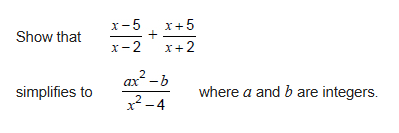 Show that (x−5)/(x−2) + (x+5)/(x+2)
simplifies to (ax²−b)/(x²−4) where a and b are integers.